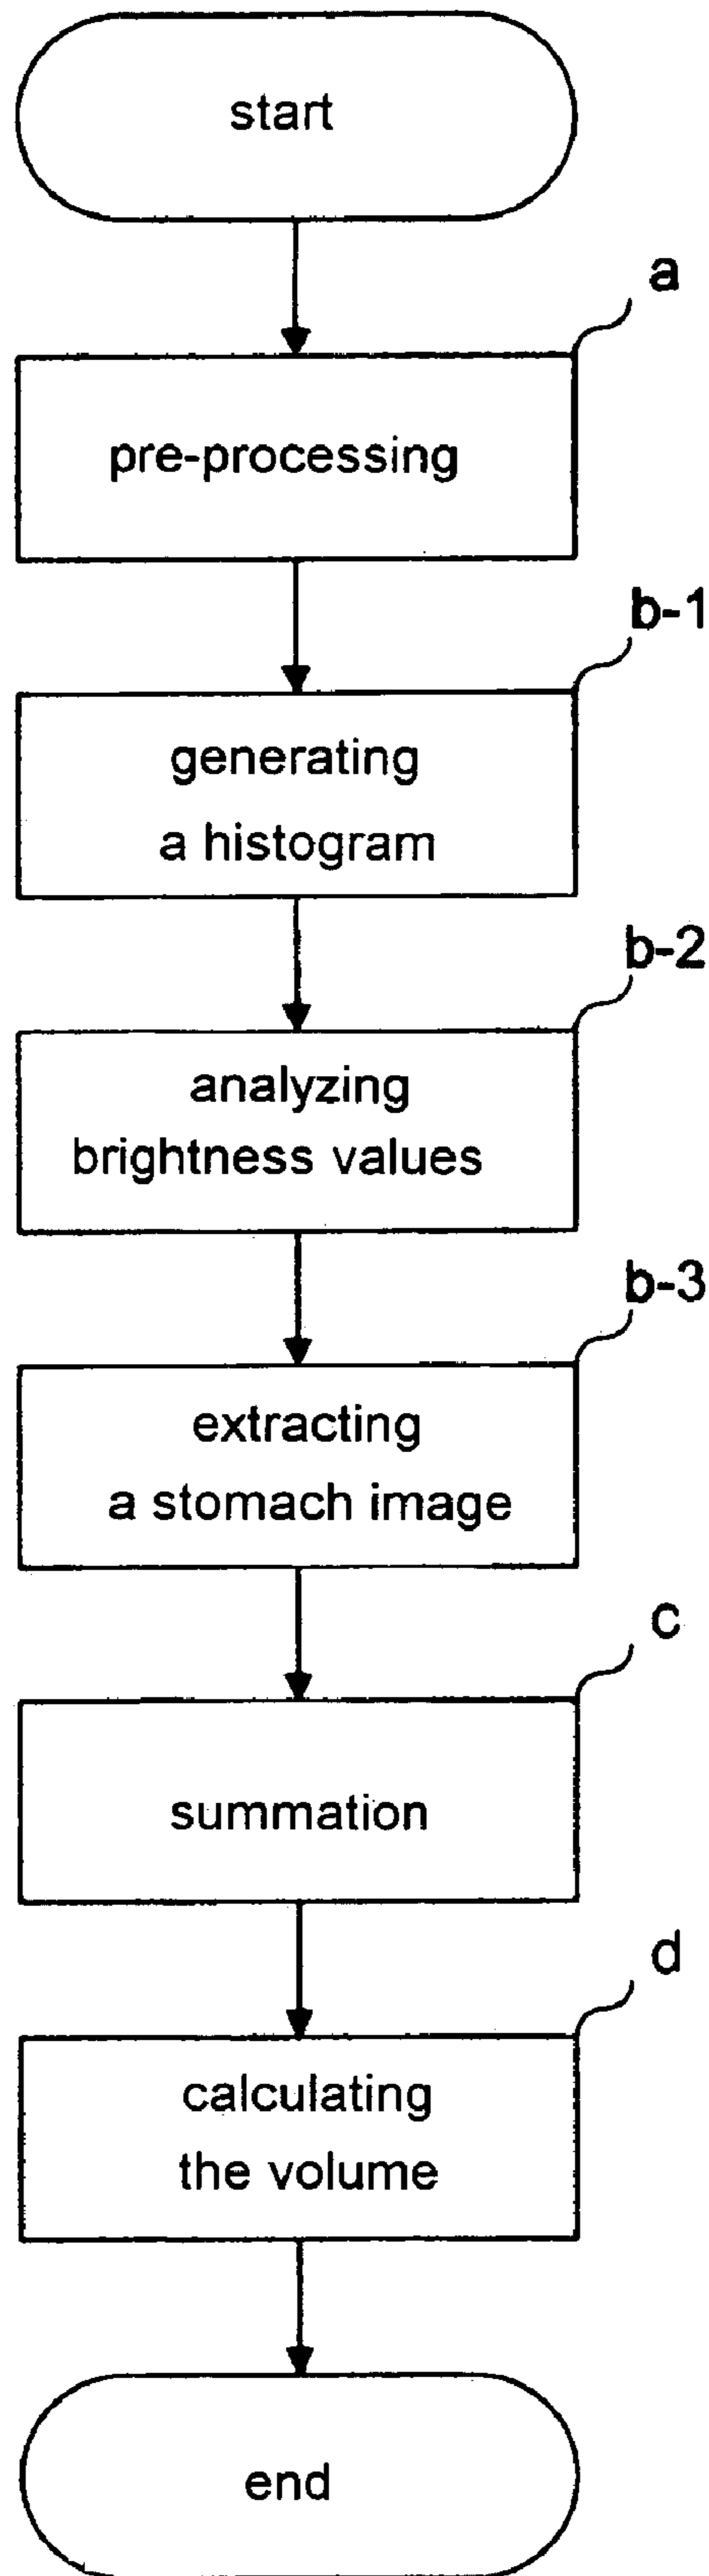 start
a
pre-processing
b-1
generating
a histogram
b-2
analyzing
brightness values
b-3
extracting
a stomach image
c
summation
d
calculating
the volume
end